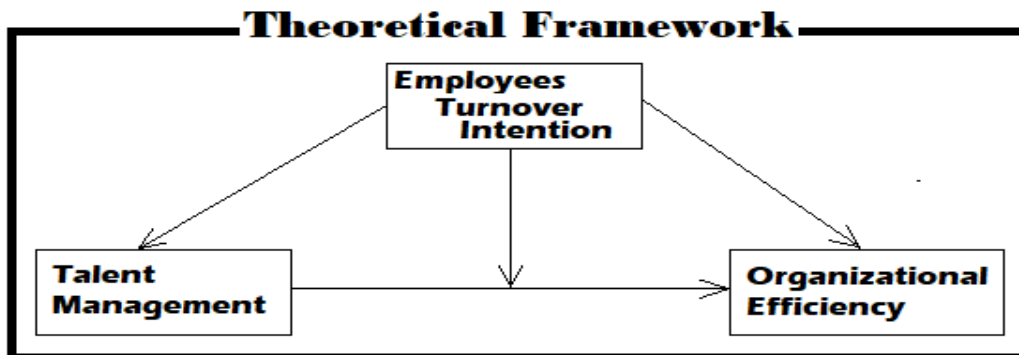 Theoretical Framework
Employees
Turnover
Intention
Talent
Management
Organizational
Efficiency